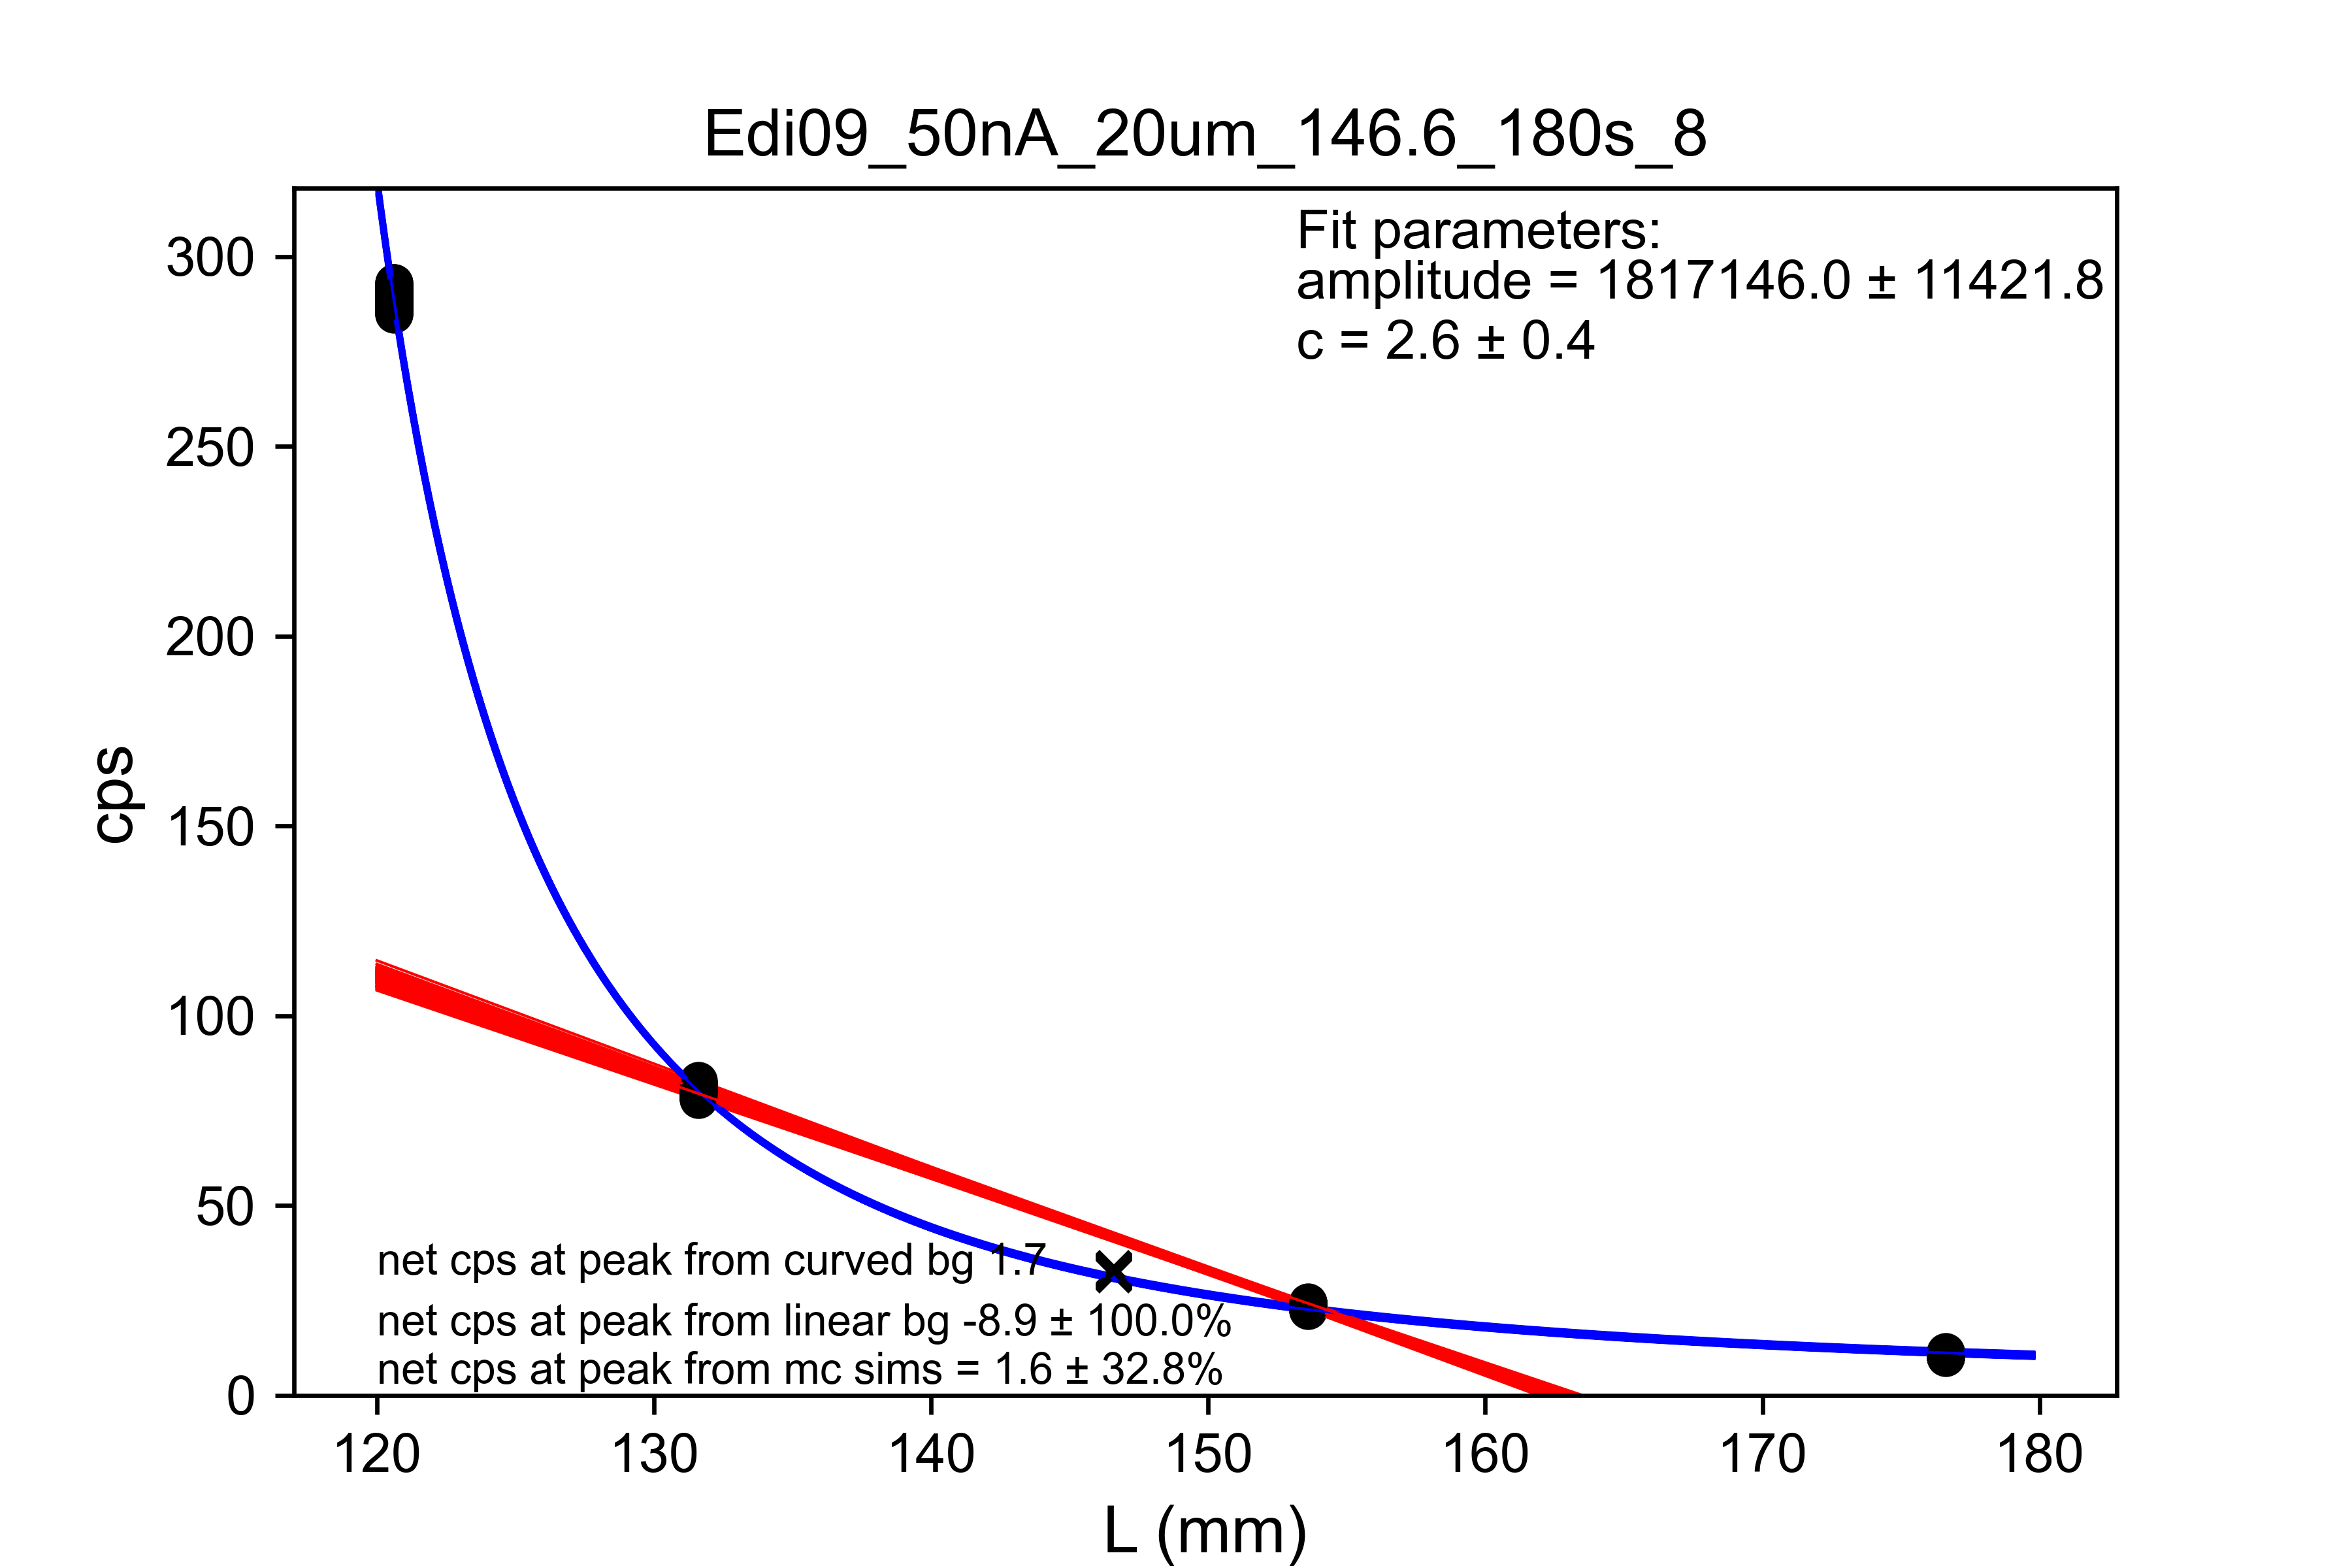 Edi09_50nA_20um_146.6_180s_8
Fit parameters:
amplitude = 1817146.0 ± 11421.8
c = 2.6 ± 0.4
300
250
200
150
100
50
0
cps
net cps at peak from curved bg 1.7
net cps at peak from linear bg -8.9 ± 100.0%
net cps at peak from mc sims = 1.6 ± 32.8%
120 130 140 150 160 170 180
L (mm)